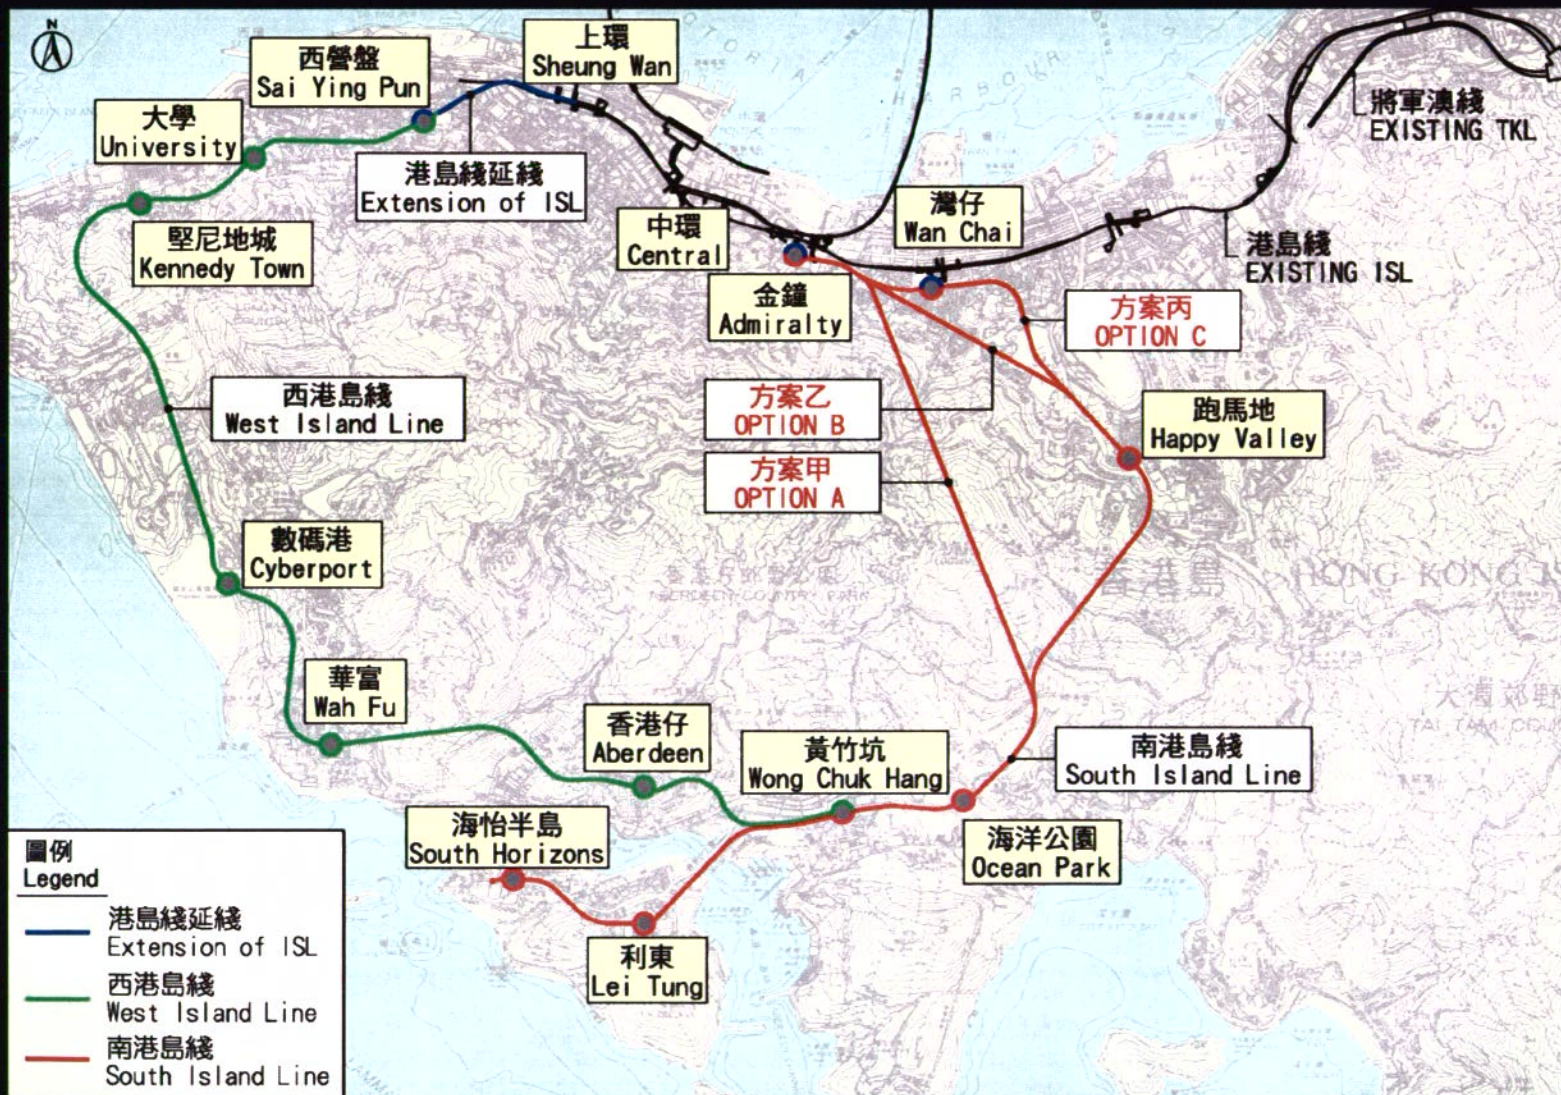 N
西營盤
Sai Ying Pun
上環
Sheung Wan
大學
University
港島綫延綫
Extension of ISL
堅尼地城
Kennedy Town
中環
Central
灣仔
Wan Chai
將軍澳綫
EXISTING TKL
港島綫
EXISTING ISL
金鐘
Admiralty
方案丙
OPTION C
西港島綫
West Island Line
方案乙
OPTION B
跑馬地
Happy Valley
方案甲
OPTION A
數碼港
Cyberport
HONG KONG
華富
Wah Fu
香港仔
Aberdeen
黃竹坑
Wong Chuk Hang
南港島綫
South Island Line
海怡半島
South Horizons
海洋公園
Ocean Park
利東
Lei Tung
圖例
Legend
港島綫延綫
Extension of ISL
西港島綫
West Island Line
南港島綫
South Island Line